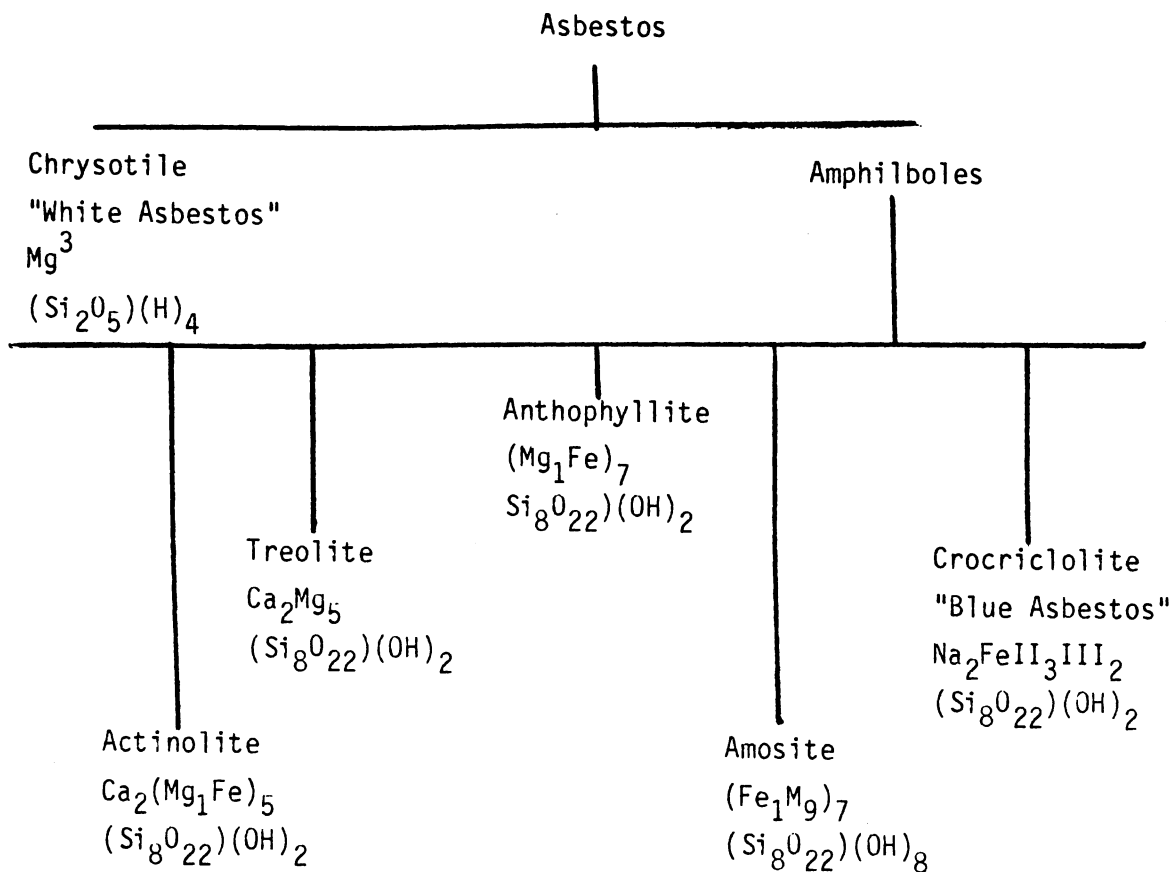 Asbestos
Chrysotile
"White Asbestos"
Mg³
(Si₂O₅)(H)₄
Amphilboles
Anthophyllite
(Mg₁Fe)₇
Si₈O₂₂)(OH)₂
Treolite
Ca₂Mg₅
(Si₈O₂₂)(OH)₂
Crocriclolite
"Blue Asbestos"
Na₂FeII₃III₂
(Si₈O₂₂)(OH)₂
Actinolite
Ca₂(Mg₁Fe)₅
(Si₈O₂₂)(OH)₂
Amosite
(Fe₁M₉)₇
(Si₈O₂₂)(OH)₈